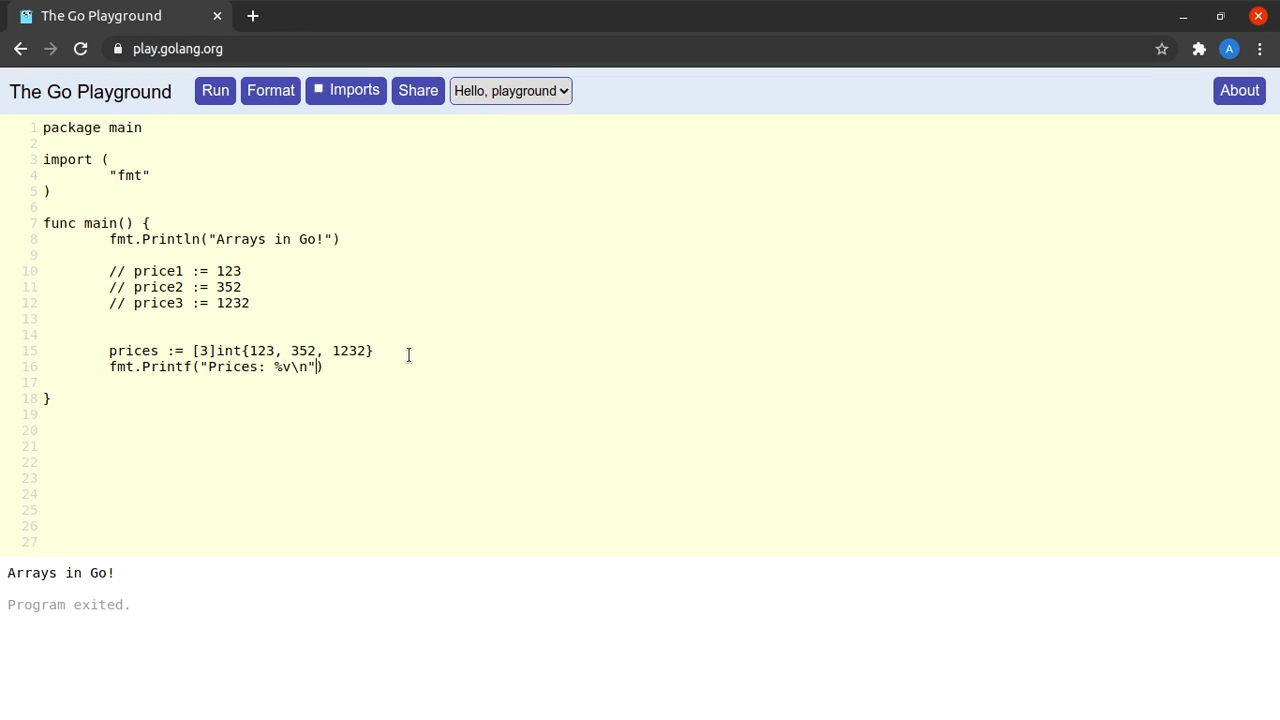 The Go Playground
play.golang.org
A
The Go Playground Run Format Imports Share Hello, playground About
1 package main
2
3 import (
4 "fmt"
5 )
6
7 func main() {
8 fmt.Println("Arrays in Go!")
9
10 // price1 := 123
11 // price2 := 352
12 // price3 := 1232
13
14
15 prices := [3]int{123, 352, 1232}
16 fmt.Printf("Prices: %v\n")
17
18 }
19
20
21
22
23
24
25
26
27
Arrays in Go!
Program exited.